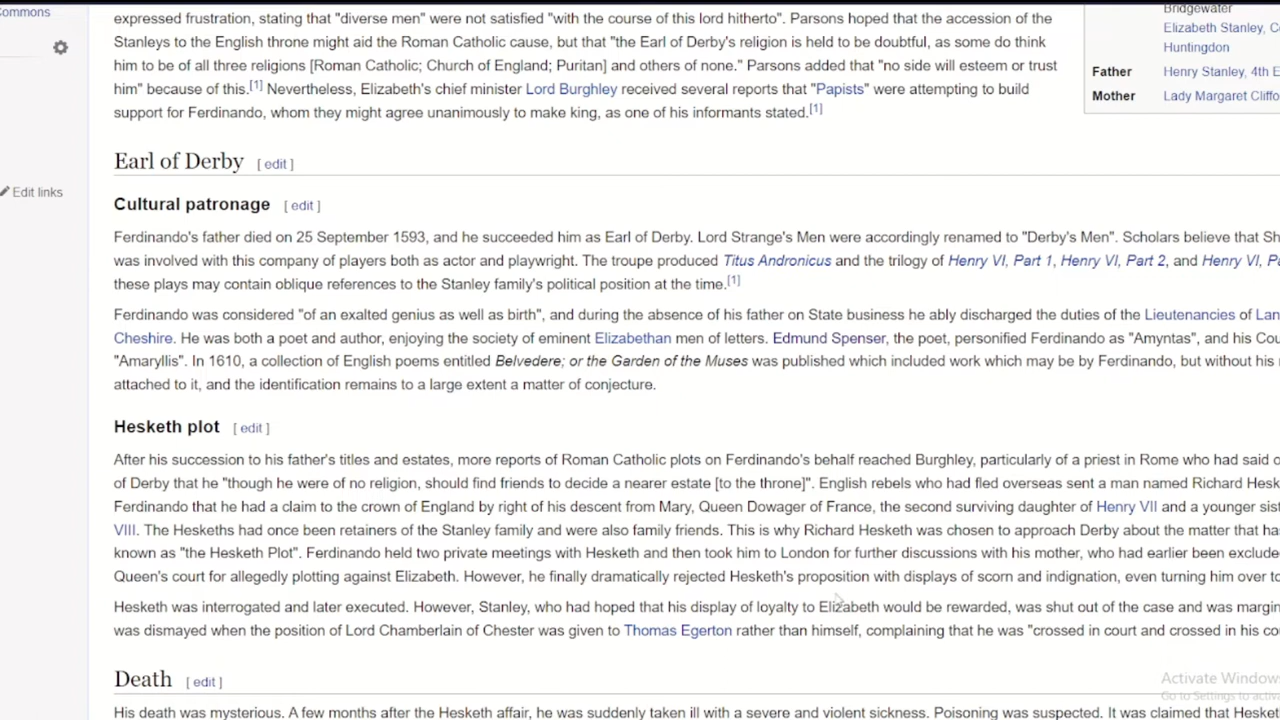 Commons
expressed frustration, stating that "diverse men" were not satisfied "with the course of this lord hitherto". Parsons hoped that the accession of the
Stanleys to the English throne might aid the Roman Catholic cause, but that "the Earl of Derby's religion is held to be doubtful, as some do think
him to be of all three religions [Roman Catholic; Church of England; Puritan] and others of none." Parsons added that "no side will esteem or trust
him" because of this.[1] Nevertheless, Elizabeth's chief minister Lord Burghley received several reports that "Papists" were attempting to build
support for Ferdinando, whom they might agree unanimously to make king, as one of his informants stated.[1]
Bridgewater
Elizabeth Stanley, Co
Huntingdon
Father Henry Stanley, 4th E
Mother Lady Margaret Cliffo
Edit links
Earl of Derby [ edit ]
Cultural patronage [ edit ]
Ferdinando's father died on 25 September 1593, and he succeeded him as Earl of Derby. Lord Strange's Men were accordingly renamed to "Derby's Men". Scholars believe that Sh
was involved with this company of players both as actor and playwright. The troupe produced Titus Andronicus and the trilogy of Henry VI, Part 1, Henry VI, Part 2, and Henry VI, Pa
these plays may contain oblique references to the Stanley family's political position at the time.[1]
Ferdinando was considered "of an exalted genius as well as birth", and during the absence of his father on State business he ably discharged the duties of the Lieutenancies of Lan
Cheshire. He was both a poet and author, enjoying the society of eminent Elizabethan men of letters. Edmund Spenser, the poet, personified Ferdinando as "Amyntas", and his Cou
"Amaryllis". In 1610, a collection of English poems entitled Belvedere; or the Garden of the Muses was published which included work which may be by Ferdinando, but without his
attached to it, and the identification remains to a large extent a matter of conjecture.
Hesketh plot [ edit ]
After his succession to his father's titles and estates, more reports of Roman Catholic plots on Ferdinando's behalf reached Burghley, particularly of a priest in Rome who had said o
of Derby that he "though he were of no religion, should find friends to decide a nearer estate [to the throne]". English rebels who had fled overseas sent a man named Richard Hesk
Ferdinando that he had a claim to the crown of England by right of his descent from Mary, Queen Dowager of France, the second surviving daughter of Henry VII and a younger sis
VIII. The Heskeths had once been retainers of the Stanley family and were also family friends. This is why Richard Hesketh was chosen to approach Derby about the matter that ha
known as "the Hesketh Plot". Ferdinando held two private meetings with Hesketh and then took him to London for further discussions with his mother, who had earlier been exclude
Queen's court for allegedly plotting against Elizabeth. However, he finally dramatically rejected Hesketh's proposition with displays of scorn and indignation, even turning him over to
Hesketh was interrogated and later executed. However, Stanley, who had hoped that his display of loyalty to Elizabeth would be rewarded, was shut out of the case and was margin
was dismayed when the position of Lord Chamberlain of Chester was given to Thomas Egerton rather than himself, complaining that he was "crossed in court and crossed in his co
Death [ edit ]
Activate Windows
Go to Settings to activa
His death was mysterious. A few months after the Hesketh affair, he was suddenly taken ill with a severe and violent sickness. Poisoning was suspected. It was claimed that Hesket